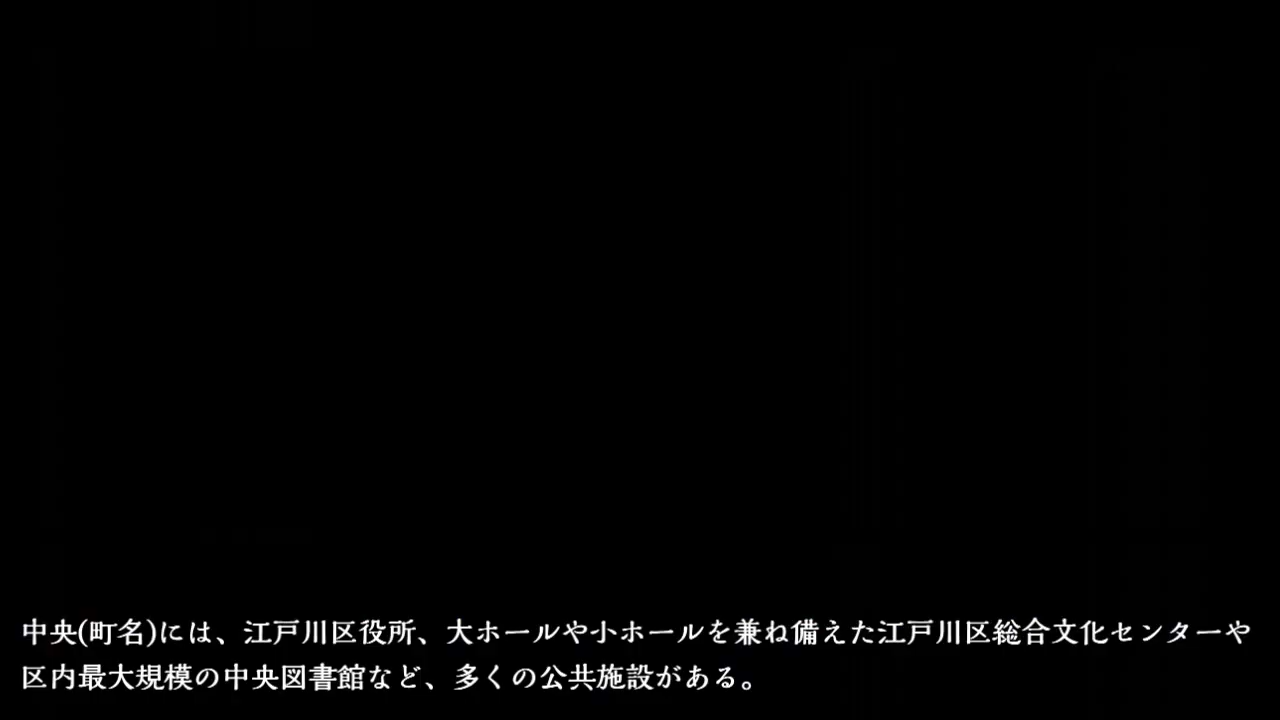 中央(町名)には、江戸川区役所、大ホールや小ホールを兼ね備えた江戸川区総合文化センターや
区内最大規模の中央図書館など、多くの公共施設がある。